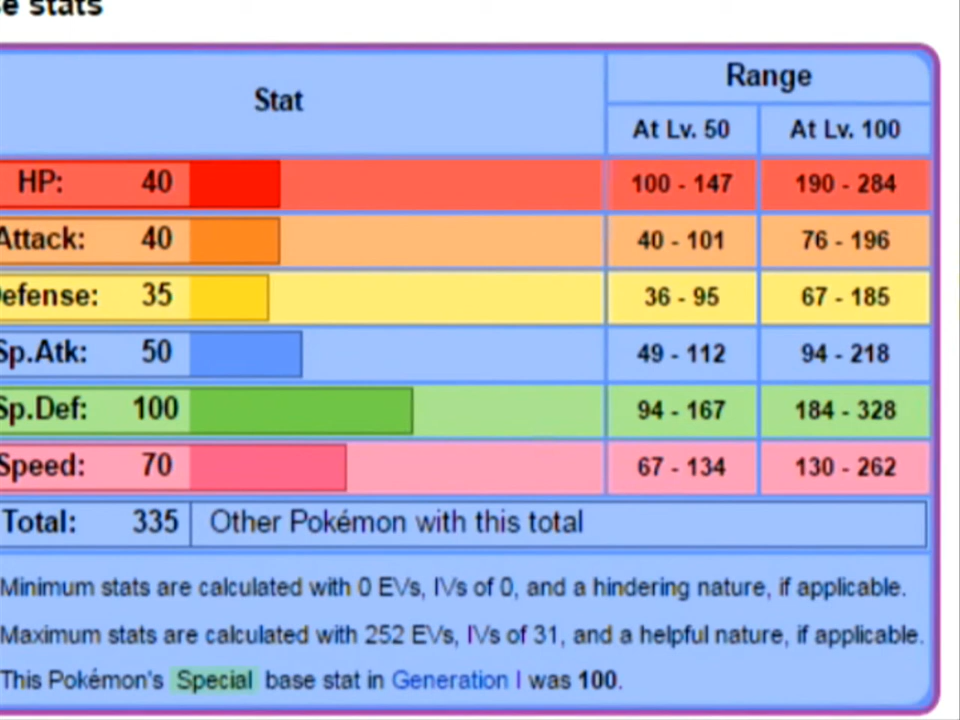 e stats
Stat
Range
At Lv. 50 At Lv. 100
HP: 40 100 - 147 190 - 284
Attack: 40 40 - 101 76 - 196
efense: 35 36 - 95 67 - 185
Sp.Atk: 50 49 - 112 94 - 218
Sp.Def: 100 94 - 167 184 - 328
Speed: 70 67 - 134 130 - 262
Total: 335 Other Pokémon with this total
Minimum stats are calculated with 0 EVs, IVs of 0, and a hindering nature, if applicable.
Maximum stats are calculated with 252 EVs, IVs of 31, and a helpful nature, if applicable.
This Pokémon's Special base stat in Generation I was 100.